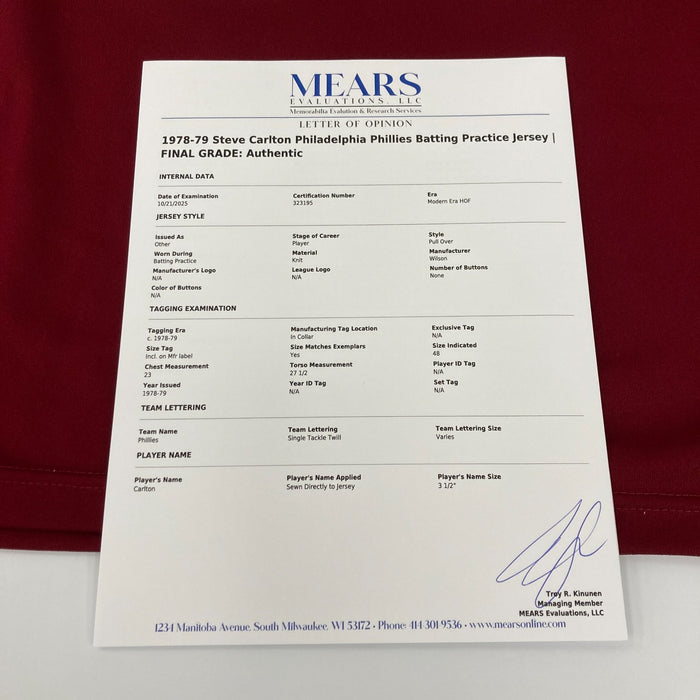 MEARS
EVALUATIONS, LLC
Memorabilia Evalution & Research Services
LETTER OF OPINION
1978-79 Steve Carlton Philadelphia Phillies Batting Practice Jersey |
FINAL GRADE: Authentic
INTERNAL DATA
Date of Examination Certification Number Era
10/21/2025 323195 Modern Era HOF
JERSEY STYLE
Issued As Stage of Career Style
Other Player Pull Over
Worn During Material Manufacturer
Batting Practice Knit Wilson
Manufacturer's Logo League Logo Number of Buttons
N/A N/A None
Color of Buttons
N/A
TAGGING EXAMINATION
Tagging Era Manufacturing Tag Location Exclusive Tag
c. 1978-79 In Collar N/A
Size Tag Size Matches Exemplars Size Indicated
Incl. on Mfr label Yes 48
Chest Measurement Torso Measurement Player ID Tag
23 27 1/2 N/A
Year Issued Year ID Tag Set Tag
1978-79 N/A N/A
TEAM LETTERING
Team Name Team Lettering Team Lettering Size
Phillies Single Tackle Twill Varies
PLAYER NAME
Player's Name Player's Name Applied Player's Name Size
Carlton Sewn Directly to Jersey 3 1/2"
Troy R. Kinunen
Managing Member
MEARS Evaluations, LLC
1234 Manitoba Avenue, South Milwaukee, WI 53172 • Phone: 414 301 9536 • www.mearsonline.com